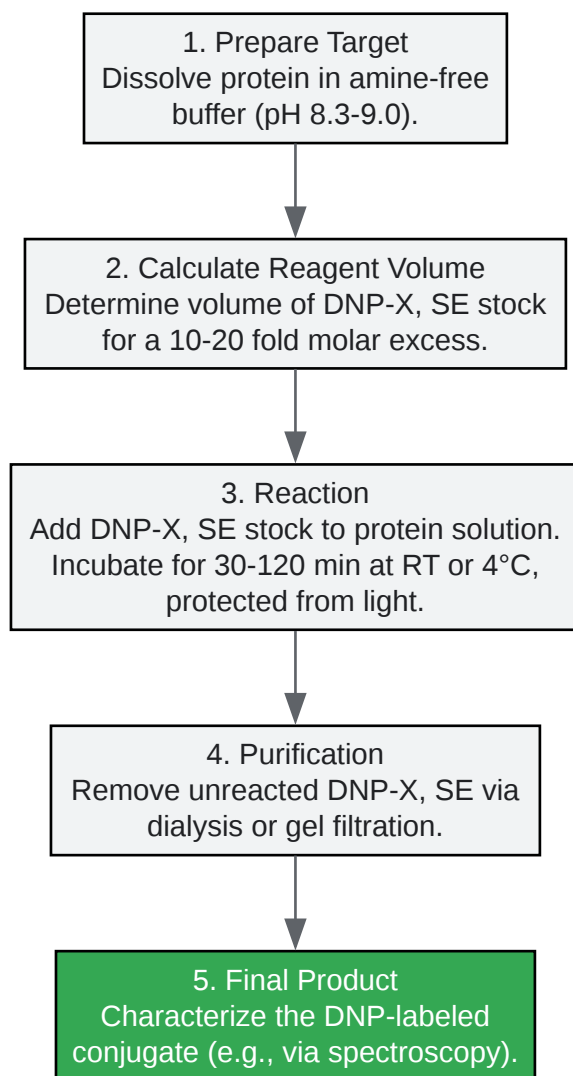 1. Prepare Target
Dissolve protein in amine-free
buffer (pH 8.3-9.0).
2. Calculate Reagent Volume
Determine volume of DNP-X, SE stock
for a 10-20 fold molar excess.
3. Reaction
Add DNP-X, SE stock to protein solution.
Incubate for 30-120 min at RT or 4°C,
protected from light.
4. Purification
Remove unreacted DNP-X, SE via
dialysis or gel filtration.
5. Final Product
Characterize the DNP-labeled
conjugate (e.g., via spectroscopy).